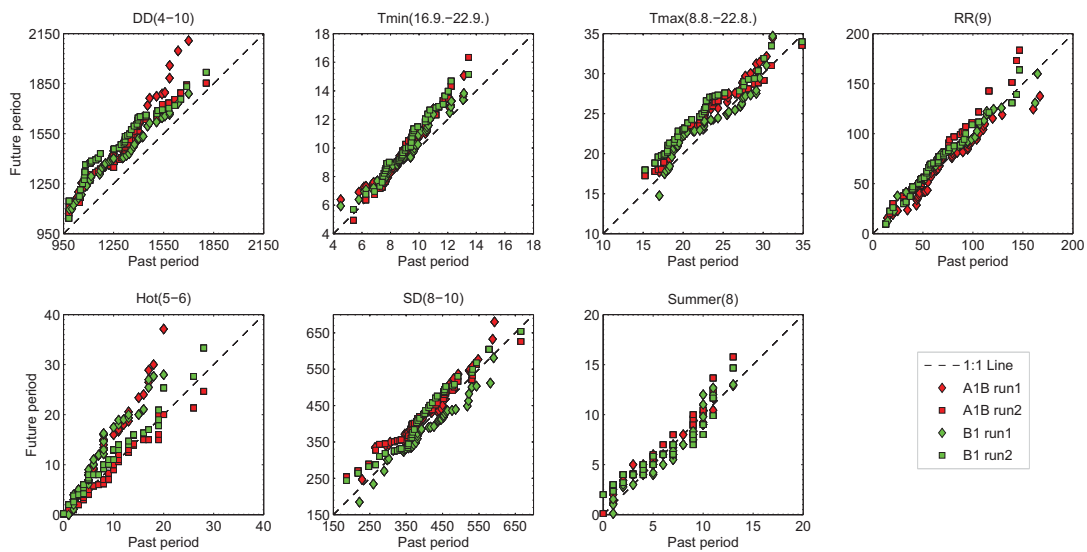 DD(4−10)
2150
1850
1550
1250
950
950 1250 1550 1850 2150
Past period
Future period
Tmin(16.9.−22.9.)
18
16
14
12
10
8
6
4
4 6 8 10 12 14 16 18
Past period
Tmax(8.8.−22.8.)
35
30
25
20
15
10
10 15 20 25 30 35
Past period
RR(9)
200
150
100
50
0
0 50 100 150 200
Past period
Hot(5−6)
40
30
20
10
0
0 10 20 30 40
Past period
Future period
SD(8−10)
650
550
450
350
250
150
150 250 350 450 550 650
Past period
Summer(8)
20
15
10
5
0
0 5 10 15 20
Past period
1:1 Line
A1B run1
A1B run2
B1 run1
B1 run2